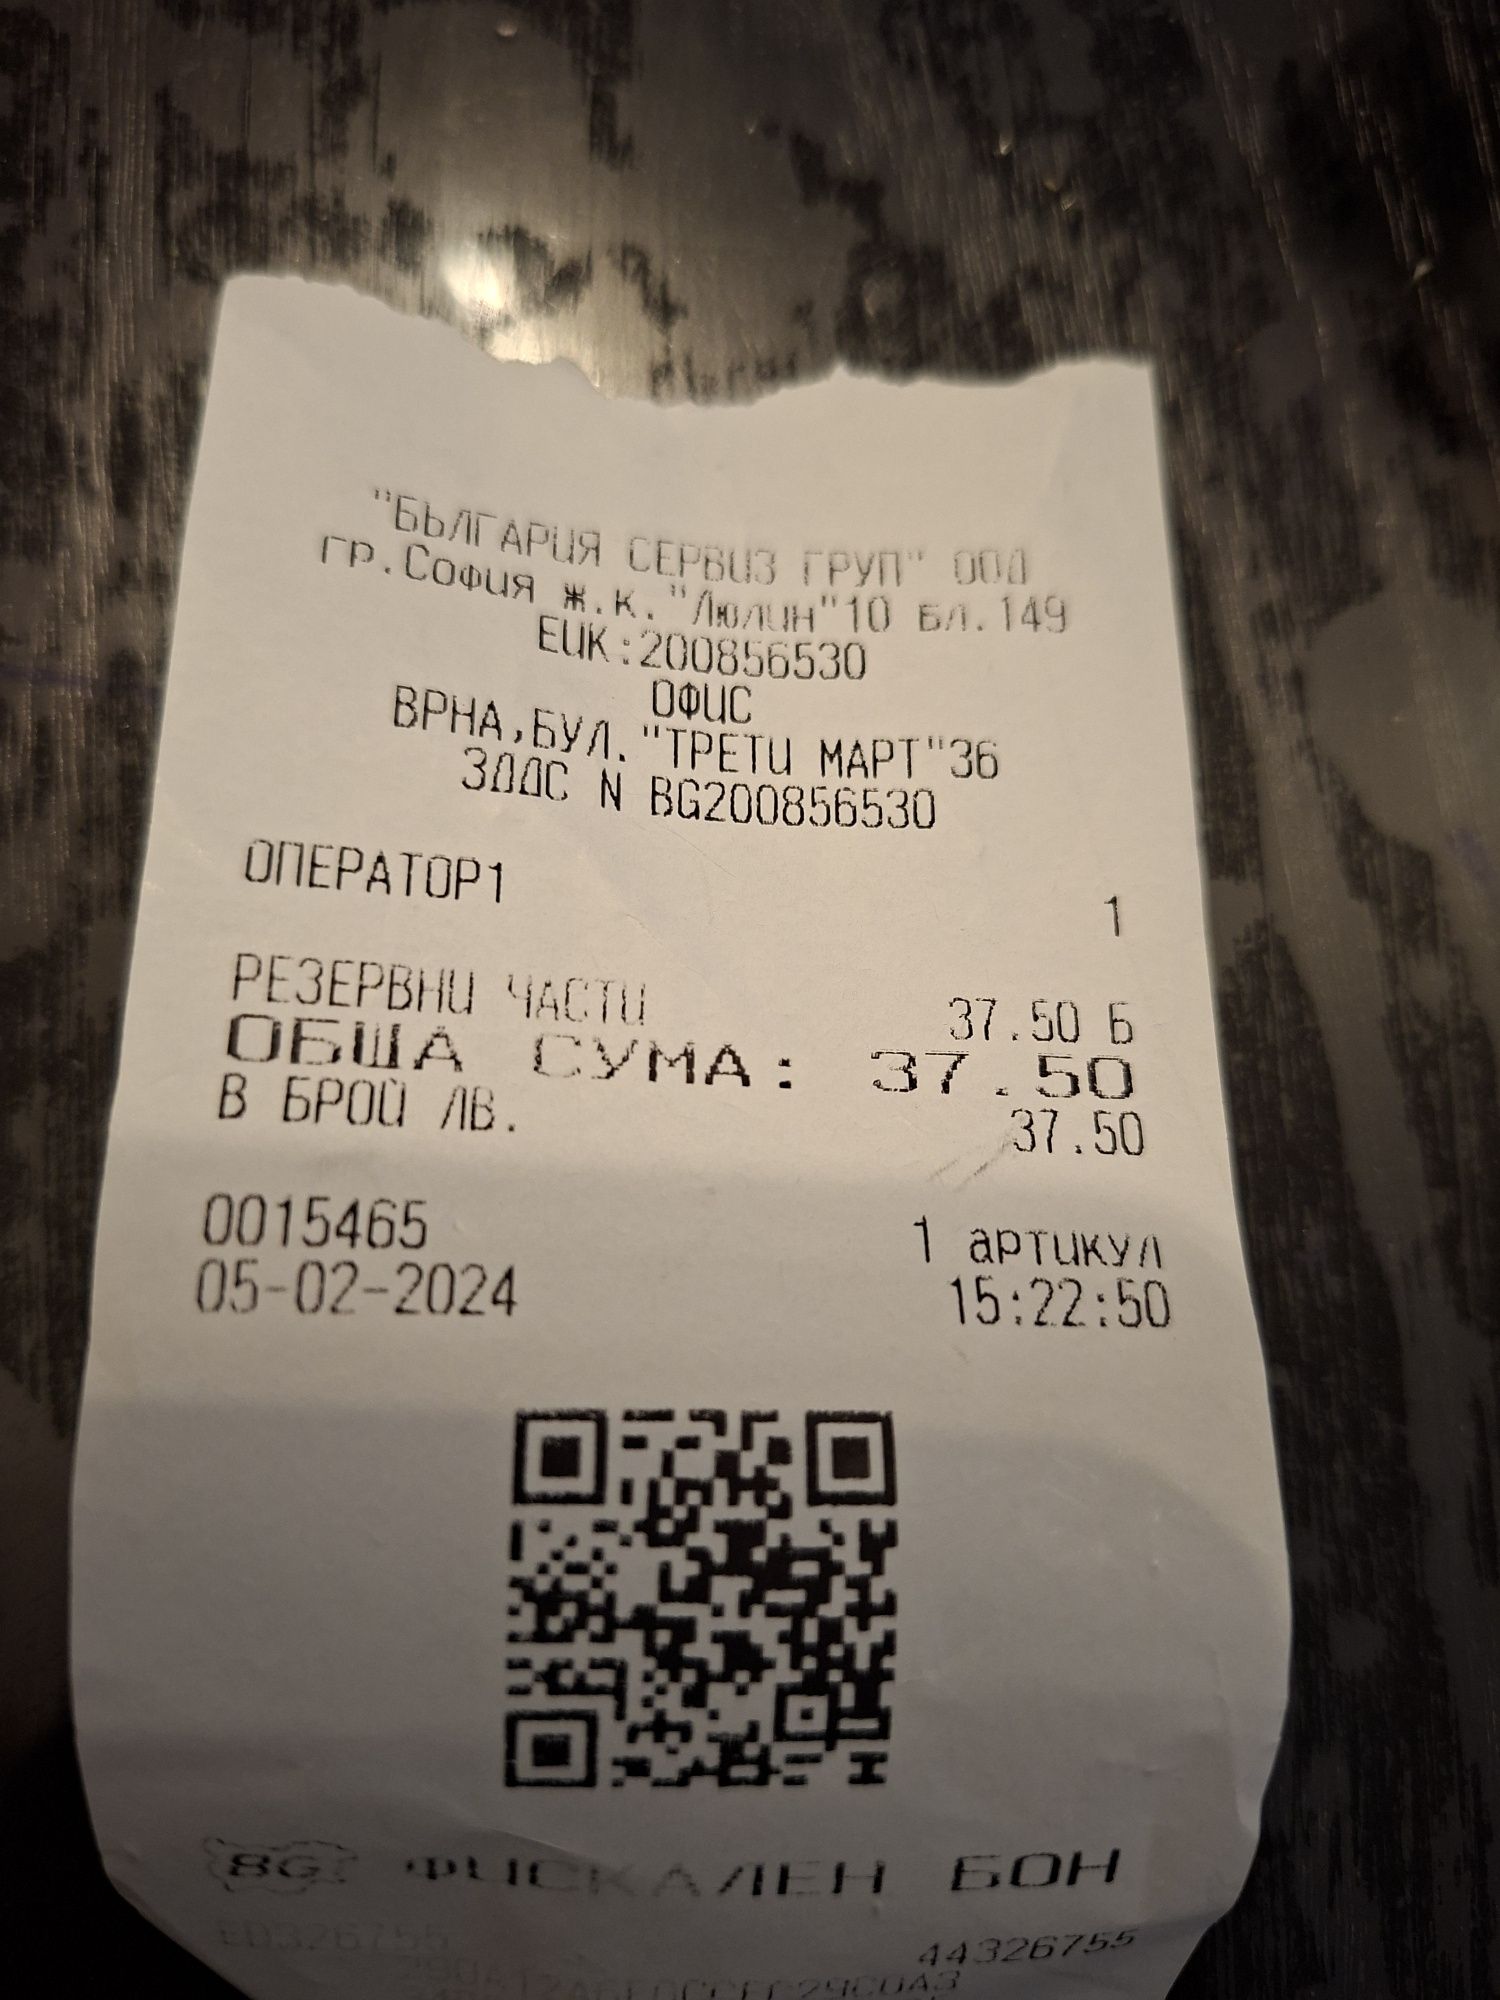 "БЪЛГАРИЯ СЕРВИЗ ГРУП" ООД
гр.София ж.к."Люлин"10 бл.149
ЕИК:200856530
ОФИС
ВРНА,БУЛ."ТРЕТИ МАРТ"36
ЗДДС N BG200856530
ОПЕРАТОР1 1
РЕЗЕРВНИ ЧАСТИ 37.50 Б
ОБЩА СУМА: 37.50
В БРОЙ ЛВ. 37.50
0015465 1 артикул
05-02-2024 15:22:50
BG ФИСКАЛЕН БОН
ED326755 44326755